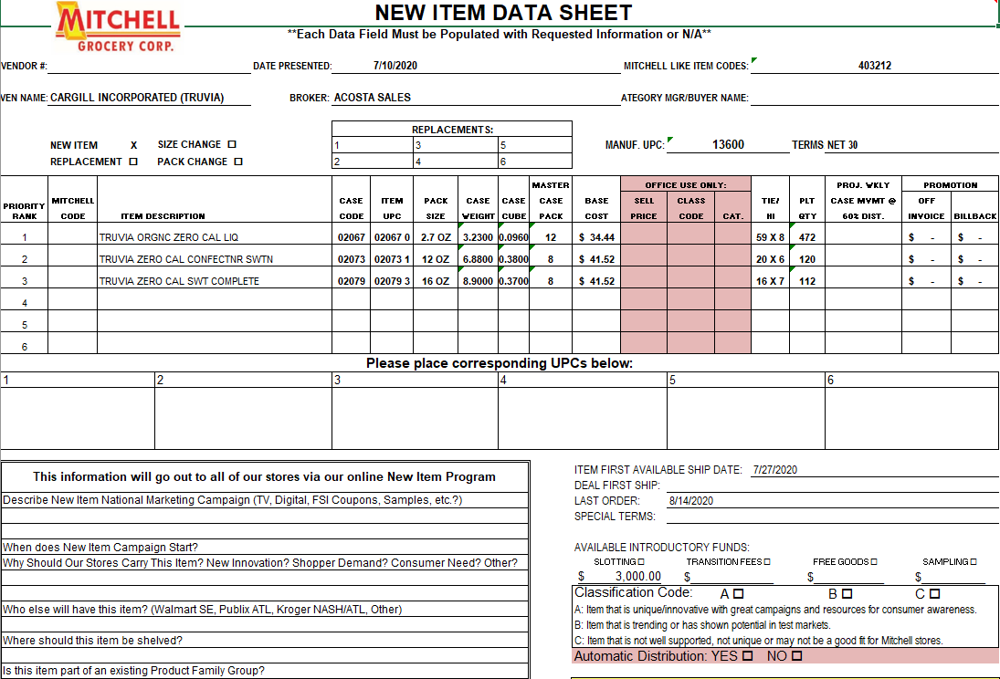 MITCHELL
GROCERY CORP.
NEW ITEM DATA SHEET
**Each Data Field Must be Populated with Requested Information or N/A**
VENDOR #: DATE PRESENTED: 7/10/2020 MITCHELL LIKE ITEM CODES: 403212
VEN NAME: CARGILL INCORPORATED (TRUVIA) BROKER: ACOSTA SALES ATEGORY MGR/BUYER NAME:
REPLACEMENTS:
NEW ITEM X SIZE CHANGE ☐ 1 3 5 MANUF. UPC: 13600 TERMS NET 30
REPLACEMENT ☐ PACK CHANGE ☐ 2 4 6
MASTER OFFICE USE ONLY: PROJ. WKLY PROMOTION
PRIORITY MITCHELL CASE ITEM PACK CASE CASE CASE BASE SELL CLASS TIE/ PLT CASE MVMT @ OFF
RANK CODE ITEM DESCRIPTION CODE UPC SIZE WEIGHT CUBE PACK COST PRICE CODE CAT. HI QTY 60% DIST. INVOICE BILLBACK
1 TRUVIA ORGNC ZERO CAL LIQ 02067 02067 0 2.7 OZ 3.2300 0.0960 12 $ 34.44 59 X 8 472 $ - $ -
2 TRUVIA ZERO CAL CONFECTNR SWTN 02073 02073 1 12 OZ 6.8800 0.3800 8 $ 41.52 20 X 6 120 $ - $ -
3 TRUVIA ZERO CAL SWT COMPLETE 02079 02079 3 16 OZ 8.9000 0.3700 8 $ 41.52 16 X 7 112 $ - $ -
4
5
6
Please place corresponding UPCs below:
1 2 3 4 5 6
This information will go out to all of our stores via our online New Item Program
Describe New Item National Marketing Campaign (TV, Digital, FSI Coupons, Samples, etc.?)
When does New Item Campaign Start?
Why Should Our Stores Carry This Item? New Innovation? Shopper Demand? Consumer Need? Other?
Who else will have this item? (Walmart SE, Publix ATL, Kroger NASH/ATL, Other)
Where should this item be shelved?
Is this item part of an existing Product Family Group?
ITEM FIRST AVAILABLE SHIP DATE: 7/27/2020
DEAL FIRST SHIP:
LAST ORDER: 8/14/2020
SPECIAL TERMS:
AVAILABLE INTRODUCTORY FUNDS:
SLOTTING ☐ TRANSITION FEES ☐ FREE GOODS ☐ SAMPLING ☐
$ 3,000.00 $ $ $
Classification Code: A ☐ B ☐ C ☐
A: Item that is unique/innovative with great campaigns and resources for consumer awareness.
B: Item that is trending or has shown potential in test markets.
C: Item that is not well supported, not unique or may not be a good fit for Mitchell stores.
Automatic Distribution: YES ☐ NO ☐